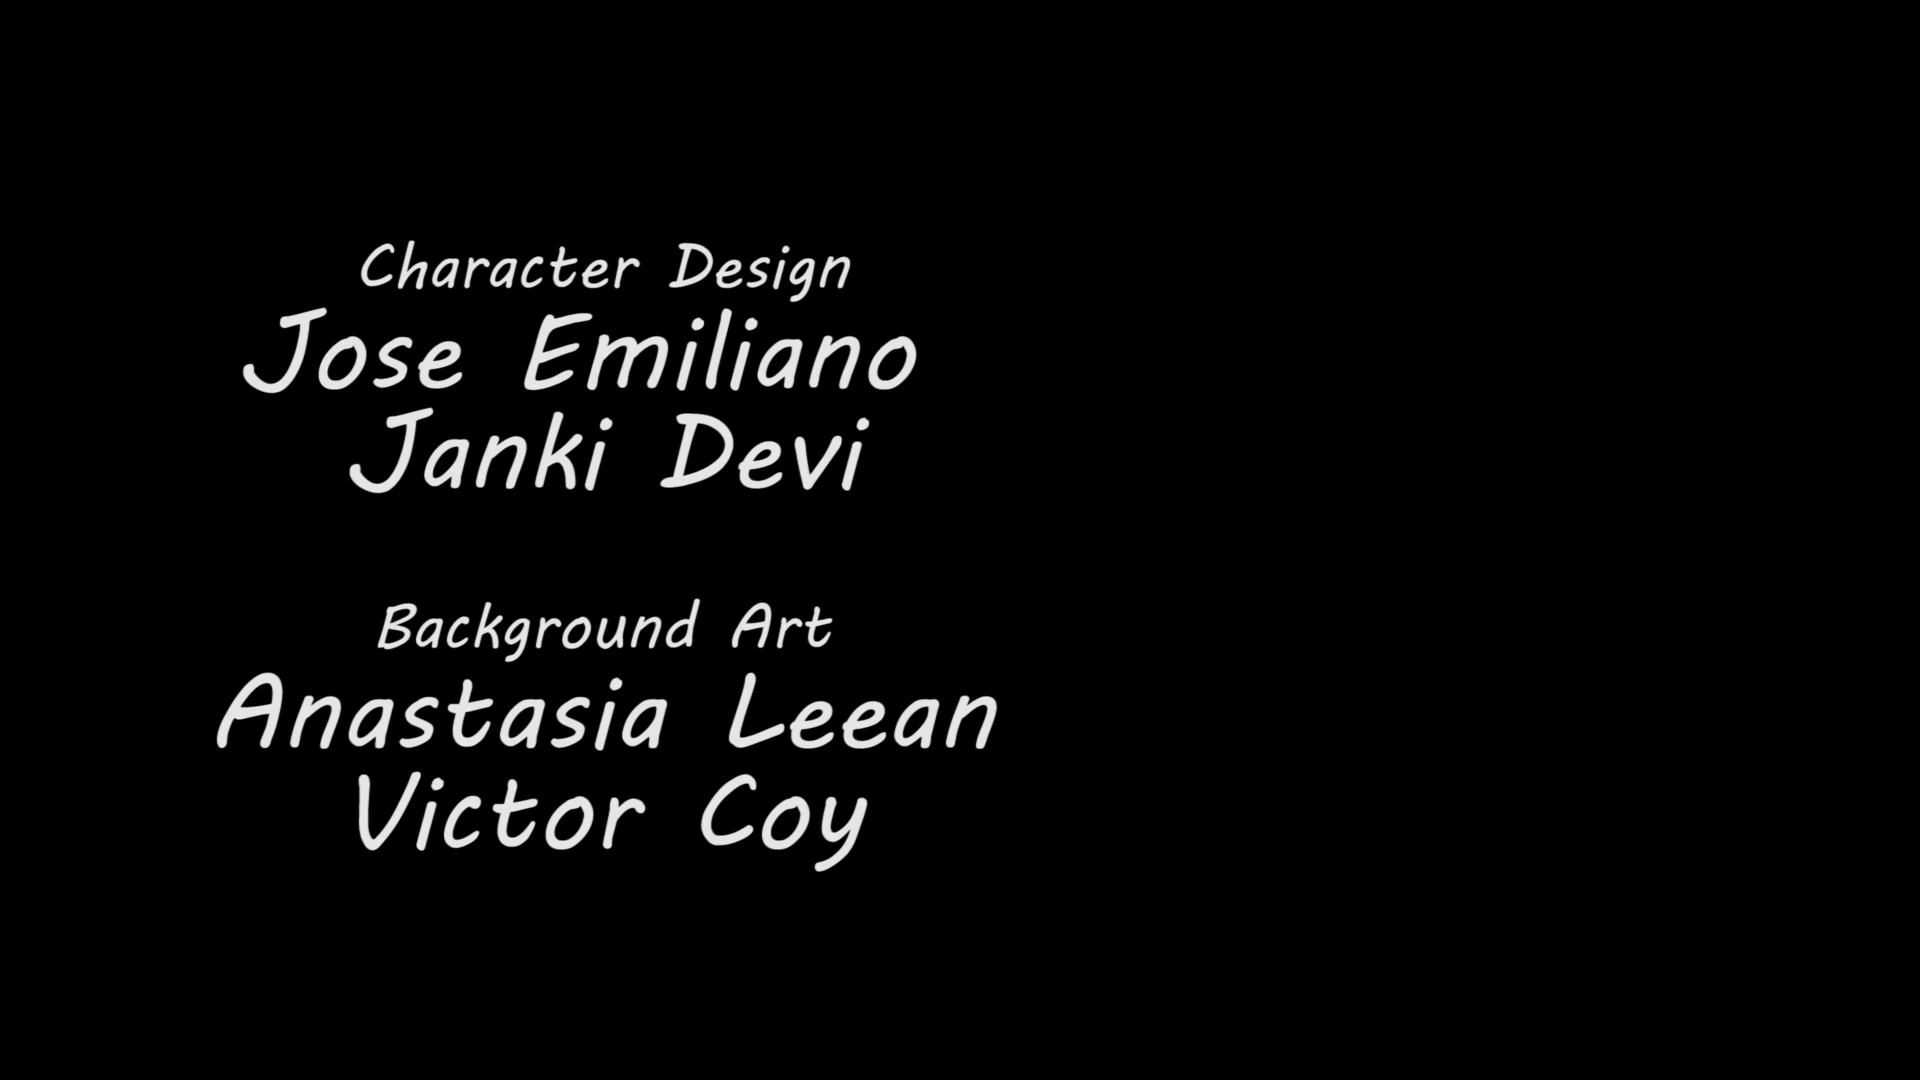 Character Design
Jose Emiliano
Janki Devi
Background Art
Anastasia Leean
Victor Coy